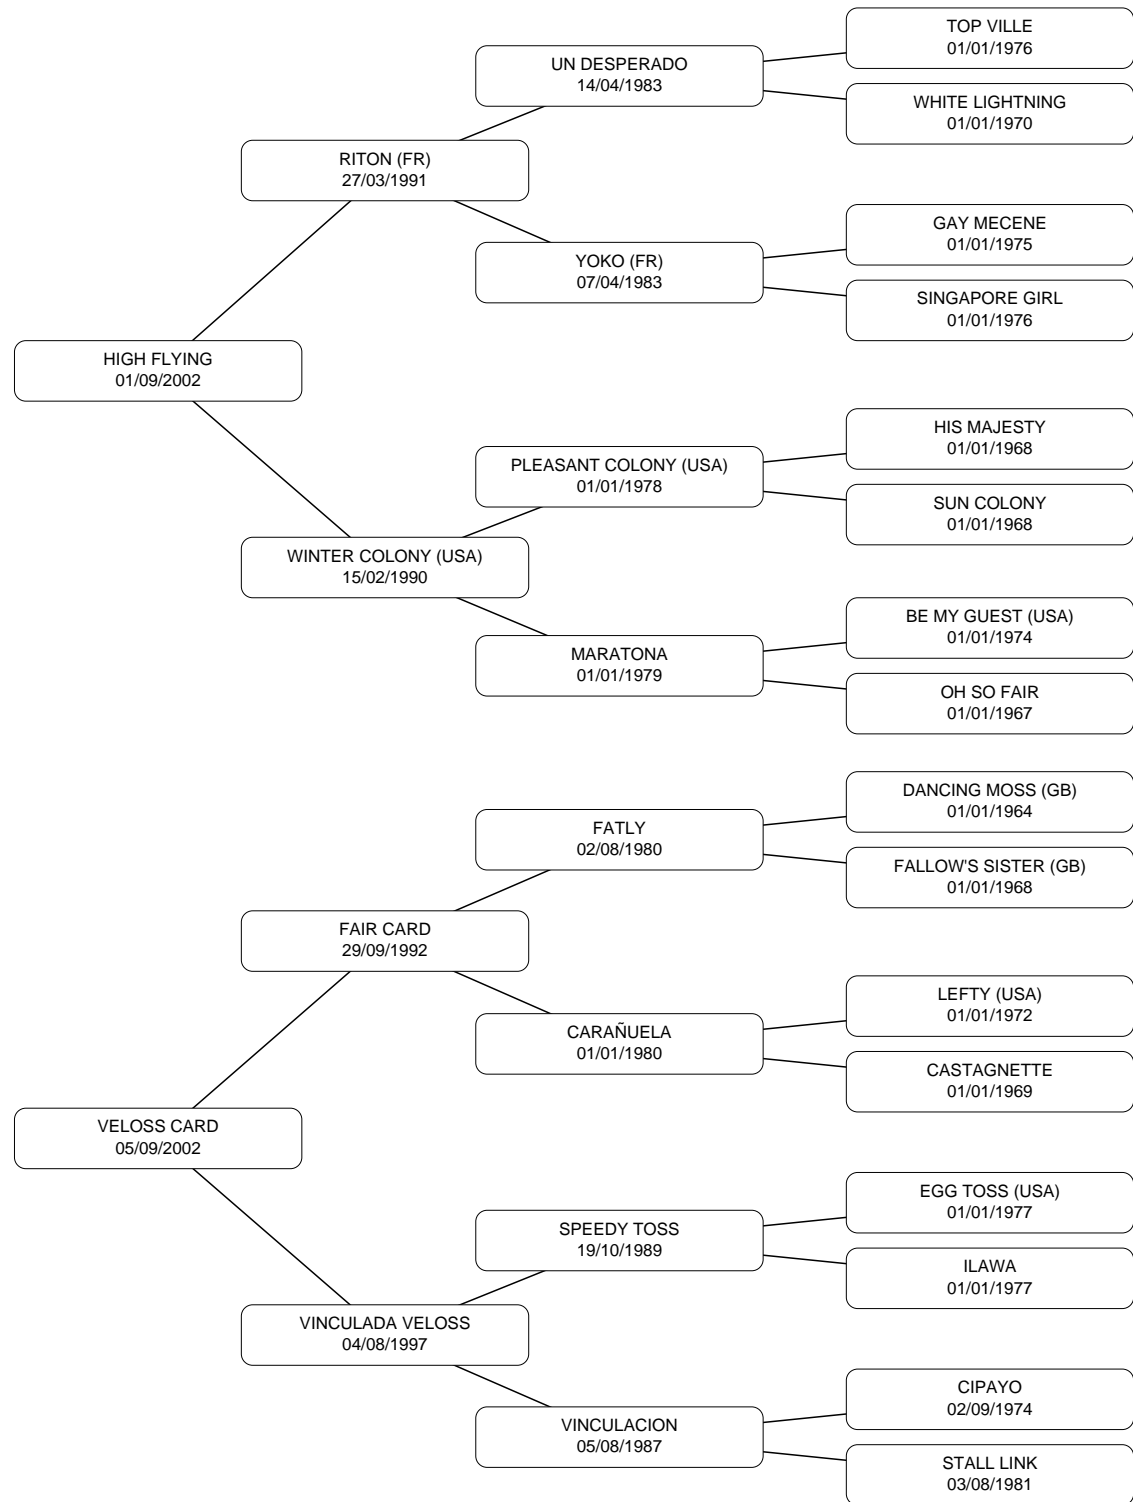 TOP VILLE
01/01/1976
UN DESPERADO
14/04/1983
WHITE LIGHTNING
01/01/1970
RITON (FR)
27/03/1991
GAY MECENE
01/01/1975
YOKO (FR)
07/04/1983
SINGAPORE GIRL
01/01/1976
HIGH FLYING
01/09/2002
HIS MAJESTY
01/01/1968
PLEASANT COLONY (USA)
01/01/1978
SUN COLONY
01/01/1968
WINTER COLONY (USA)
15/02/1990
BE MY GUEST (USA)
01/01/1974
MARATONA
01/01/1979
OH SO FAIR
01/01/1967
DANCING MOSS (GB)
01/01/1964
FATLY
02/08/1980
FALLOW'S SISTER (GB)
01/01/1968
FAIR CARD
29/09/1992
LEFTY (USA)
01/01/1972
CARAÑUELA
01/01/1980
CASTAGNETTE
01/01/1969
VELOSS CARD
05/09/2002
EGG TOSS (USA)
01/01/1977
SPEEDY TOSS
19/10/1989
ILAWA
01/01/1977
VINCULADA VELOSS
04/08/1997
CIPAYO
02/09/1974
VINCULACION
05/08/1987
STALL LINK
03/08/1981